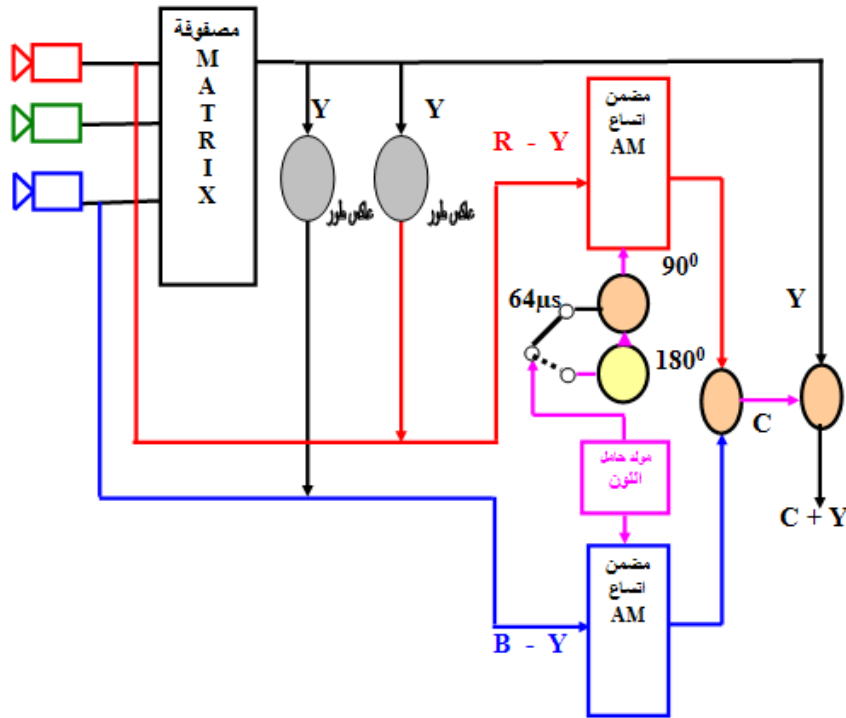 مصفوفة
M
A
T
R
I
X
Y
Y
عاكس طور
عاكس طور
R - Y
مضمن
اتساع
AM
90⁰
64µs
180⁰
Y
C
مولد حامل
اللون
C + Y
مضمن
اتساع
AM
B - Y